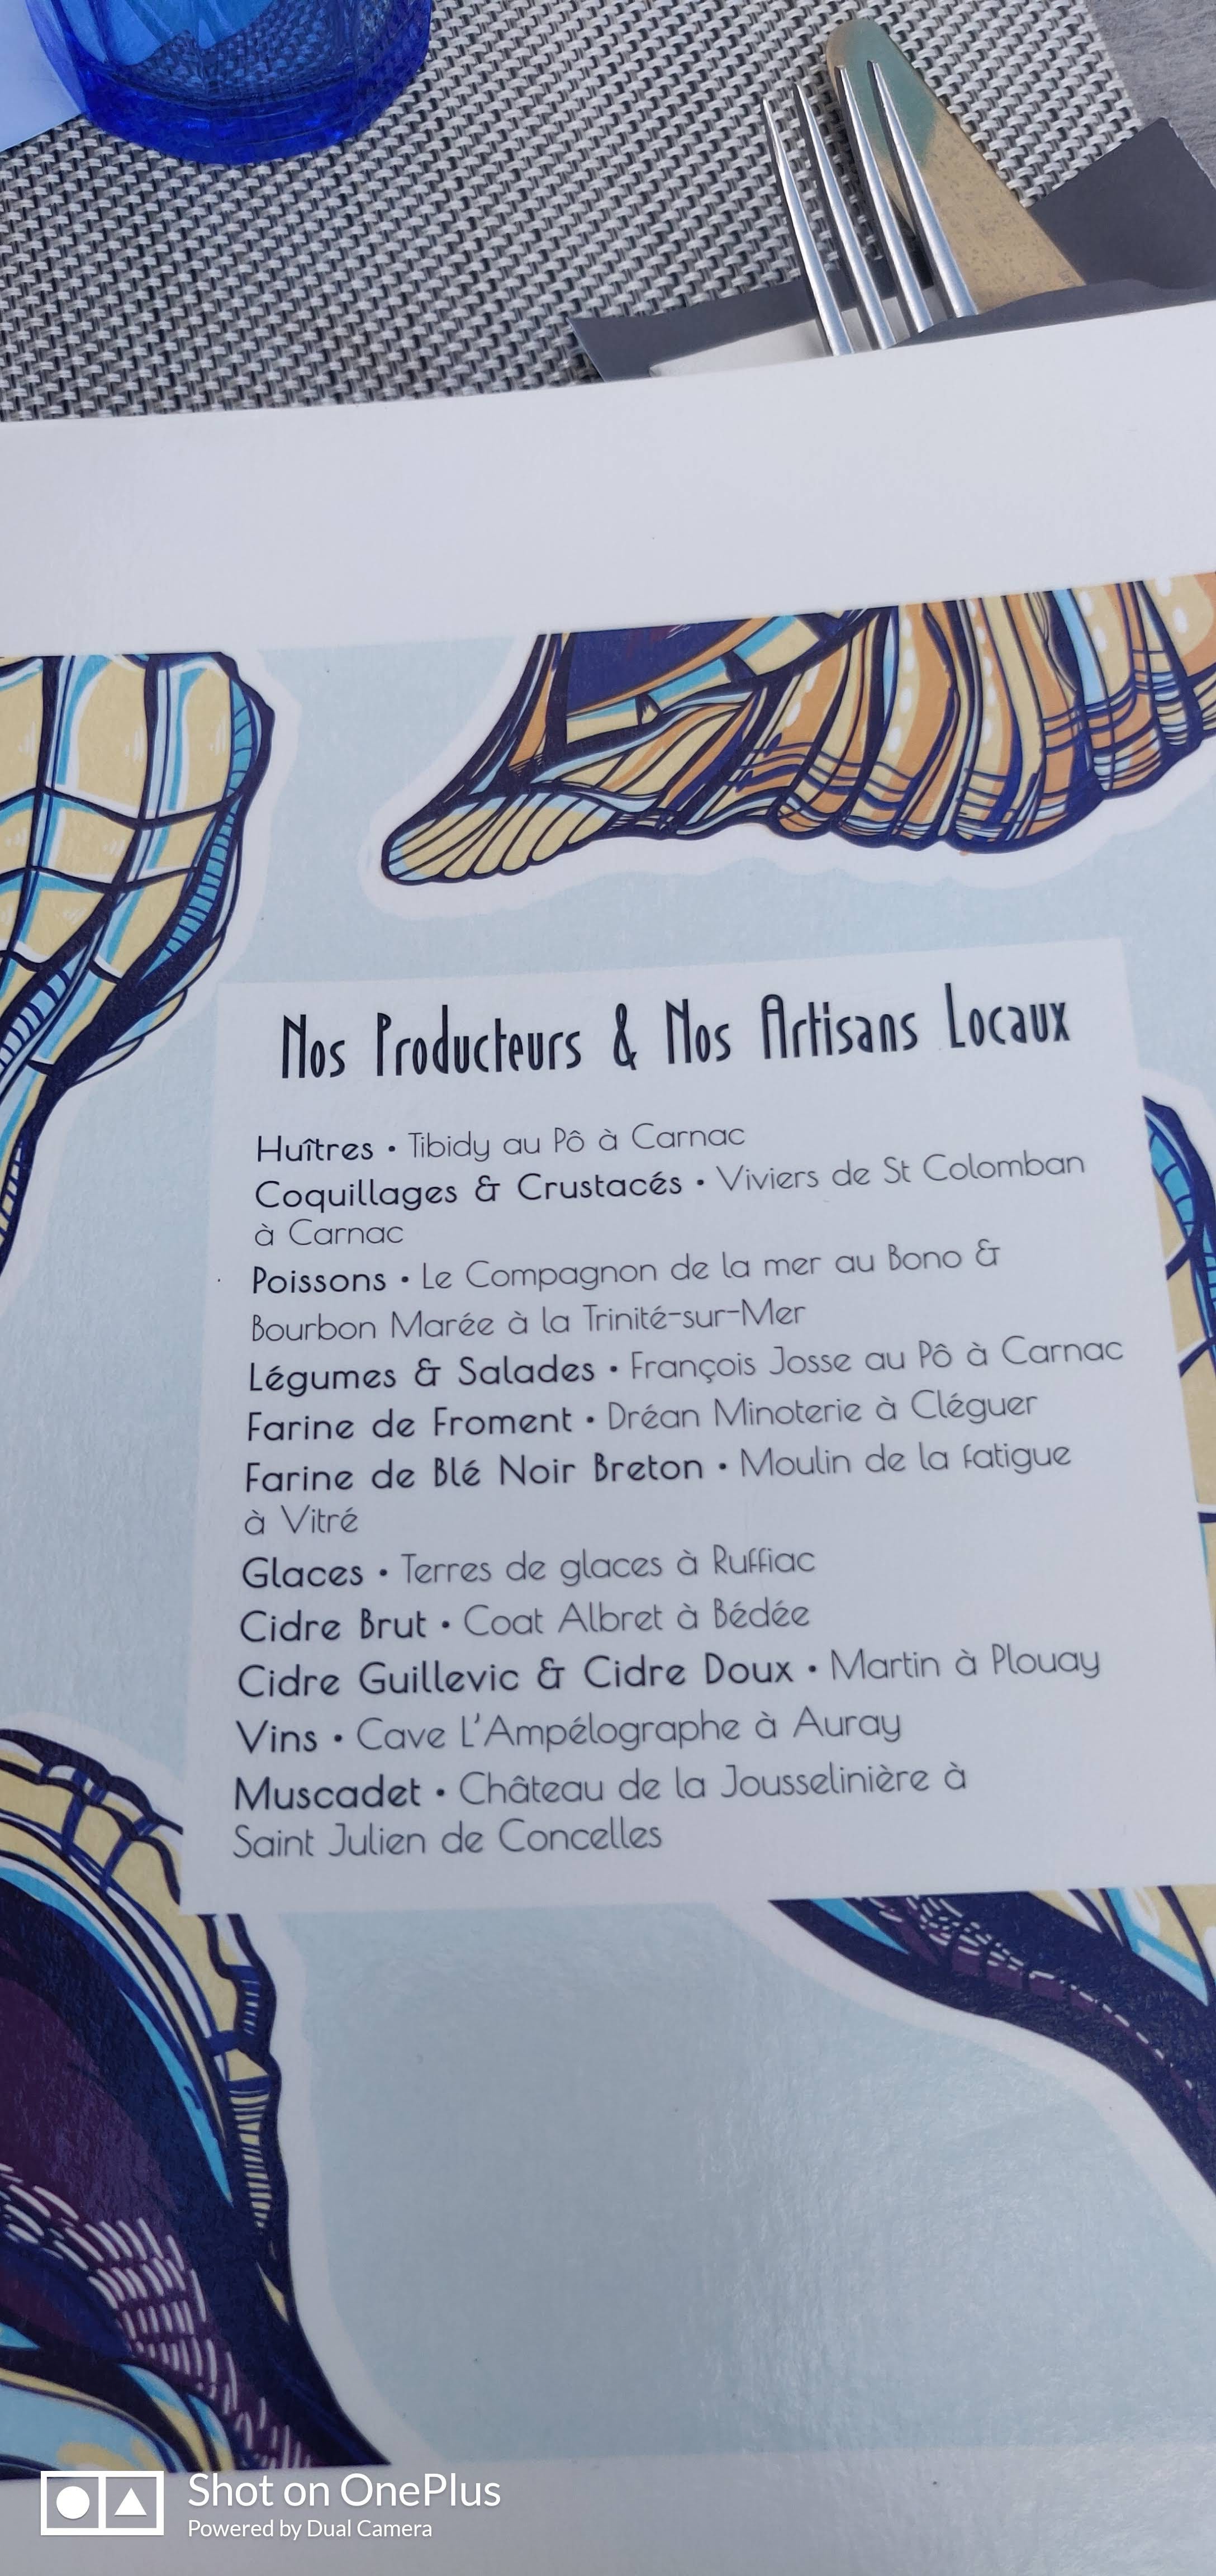 Nos Producteurs & Nos Artisans Locaux
Huîtres • Tibidy au Pô à Carnac
Coquillages & Crustacés • Viviers de St Colomban
à Carnac
Poissons • Le Compagnon de la mer au Bono &
Bourbon Marée à la Trinité-sur-Mer
Légumes & Salades • François Josse au Pô à Carnac
Farine de Froment • Dréan Minoterie à Cléguer
Farine de Blé Noir Breton • Moulin de la fatigue
à Vitré
Glaces • Terres de glaces à Ruffiac
Cidre Brut • Coat Albret à Bédée
Cidre Guillevic & Cidre Doux • Martin à Plouay
Vins • Cave L'Ampélographe à Auray
Muscadet • Château de la Jousselinière à
Saint Julien de Concelles
Shot on OnePlus
Powered by Dual Camera